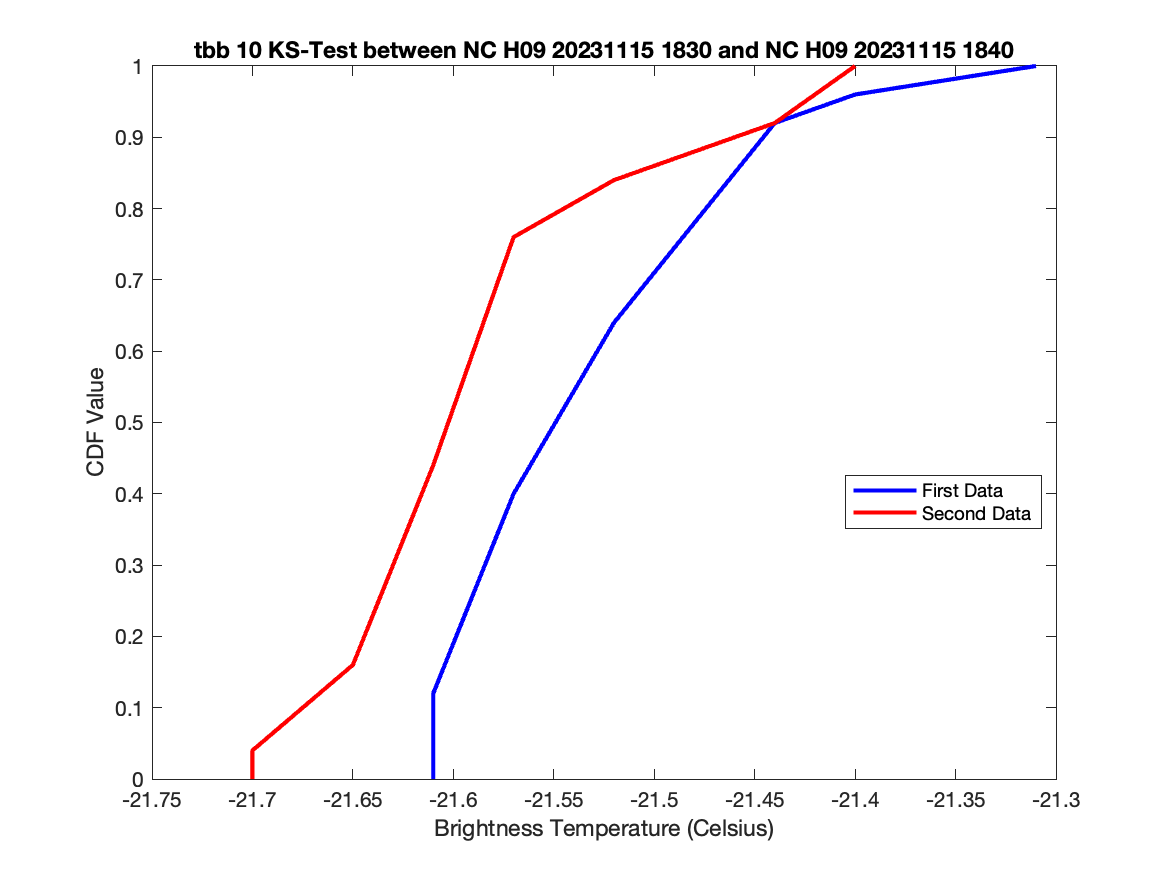 tbb 10 KS-Test between NC H09 20231115 1830 and NC H09 20231115 1840
1
0.9
0.8
0.7
0.6
0.5
0.4
0.3
0.2
0.1
0
CDF Value
First Data
Second Data
-21.75 -21.7 -21.65 -21.6 -21.55 -21.5 -21.45 -21.4 -21.35 -21.3
Brightness Temperature (Celsius)